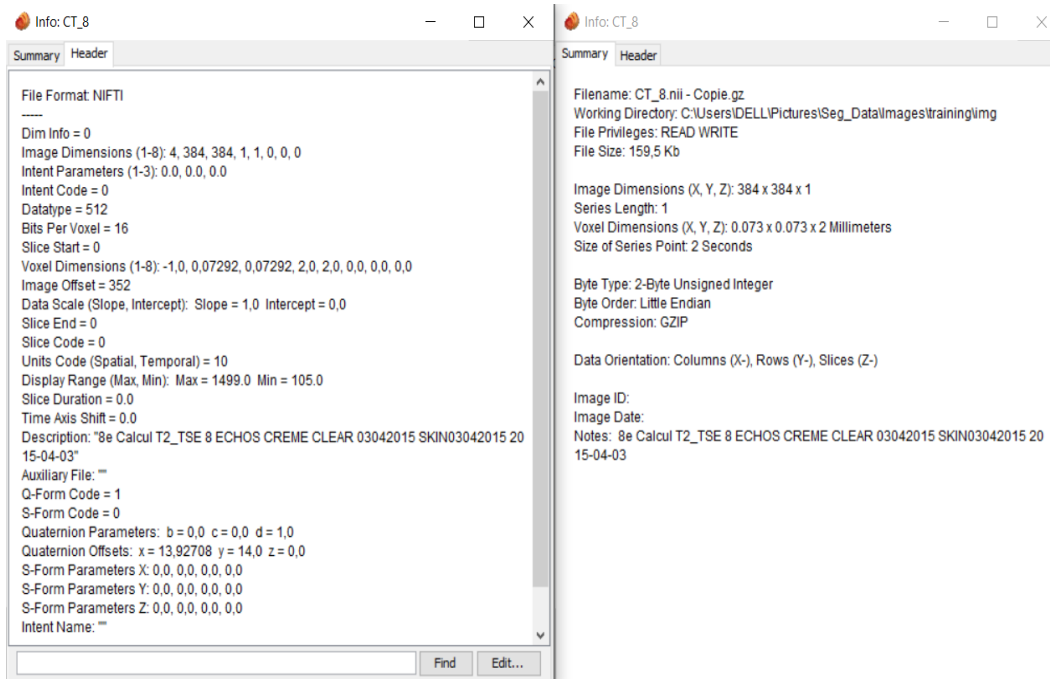 Info: CT_8
Summary Header
File Format: NIFTI
-----
Dim Info = 0
Image Dimensions (1-8): 4, 384, 384, 1, 1, 0, 0, 0
Intent Parameters (1-3): 0.0, 0.0, 0.0
Intent Code = 0
Datatype = 512
Bits Per Voxel = 16
Slice Start = 0
Voxel Dimensions (1-8): -1,0, 0,07292, 0,07292, 2,0, 2,0, 0,0, 0,0, 0,0
Image Offset = 352
Data Scale (Slope, Intercept): Slope = 1,0 Intercept = 0,0
Slice End = 0
Slice Code = 0
Units Code (Spatial, Temporal) = 10
Display Range (Max, Min): Max = 1499.0 Min = 105.0
Slice Duration = 0.0
Time Axis Shift = 0.0
Description: "8e Calcul T2_TSE 8 ECHOS CREME CLEAR 03042015 SKIN03042015 20
15-04-03"
Auxiliary File: ""
Q-Form Code = 1
S-Form Code = 0
Quaternion Parameters: b = 0,0 c = 0,0 d = 1,0
Quaternion Offsets: x = 13,92708 y = 14,0 z = 0,0
S-Form Parameters X: 0,0, 0,0, 0,0, 0,0
S-Form Parameters Y: 0,0, 0,0, 0,0, 0,0
S-Form Parameters Z: 0,0, 0,0, 0,0, 0,0
Intent Name: ""
Find Edit...
Info: CT_8
Summary Header
Filename: CT_8.nii - Copie.gz
Working Directory: C:\Users\DELL\Pictures\Seg_Data\Images\training\img
File Privileges: READ WRITE
File Size: 159,5 Kb
Image Dimensions (X, Y, Z): 384 x 384 x 1
Series Length: 1
Voxel Dimensions (X, Y, Z): 0.073 x 0.073 x 2 Millimeters
Size of Series Point: 2 Seconds
Byte Type: 2-Byte Unsigned Integer
Byte Order: Little Endian
Compression: GZIP
Data Orientation: Columns (X-), Rows (Y-), Slices (Z-)
Image ID:
Image Date:
Notes: 8e Calcul T2_TSE 8 ECHOS CREME CLEAR 03042015 SKIN03042015 20
15-04-03